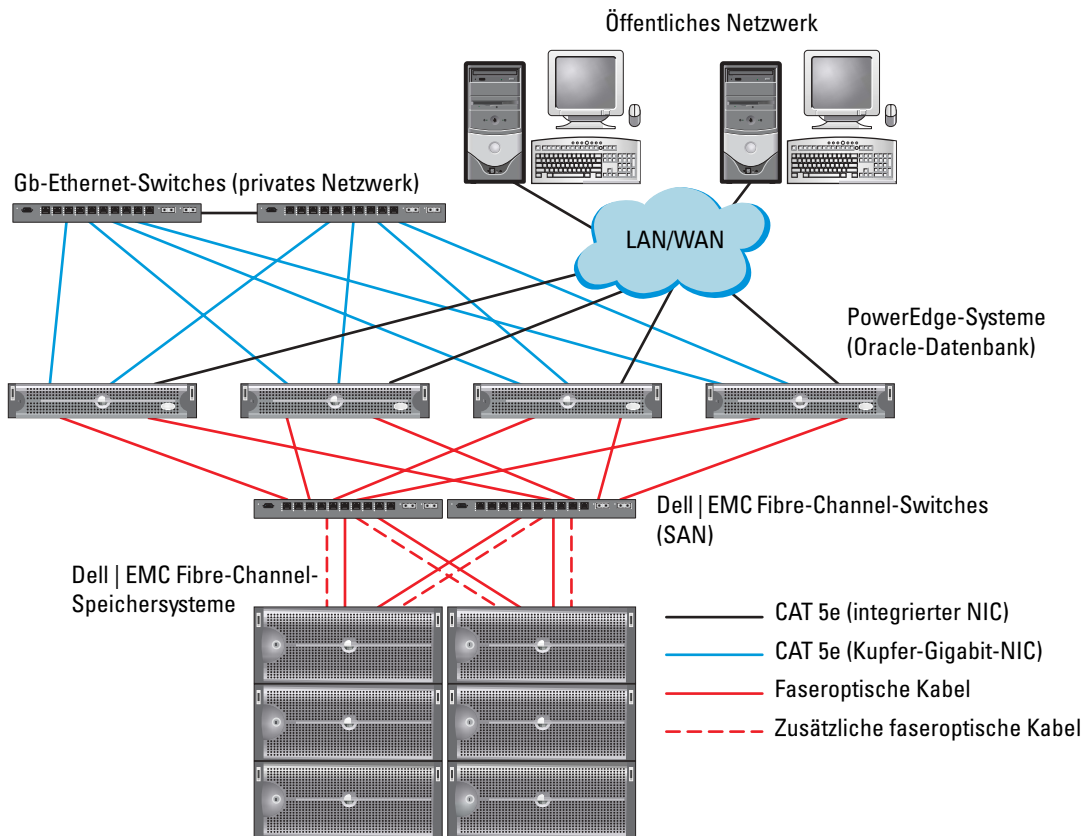 Öffentliches Netzwerk
Gb-Ethernet-Switches (privates Netzwerk)
LAN/WAN
PowerEdge-Systeme
(Oracle-Datenbank)
Dell | EMC Fibre-Channel-Switches
(SAN)
Dell | EMC Fibre-Channel-
Speichersysteme
CAT 5e (integrierter NIC)
CAT 5e (Kupfer-Gigabit-NIC)
Faseroptische Kabel
Zusätzliche faseroptische Kabel